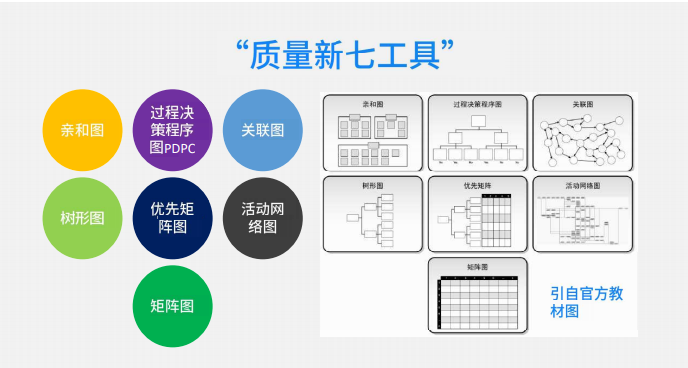 “质量新七工具”
亲和图
过程决
策程序
图PDPC
关联图
树形图
优先矩
阵图
活动网
络图
矩阵图
亲和图
过程决策程序图
关联图
树形图
优先矩阵
活动网络图
矩阵图
引自官方教
材图